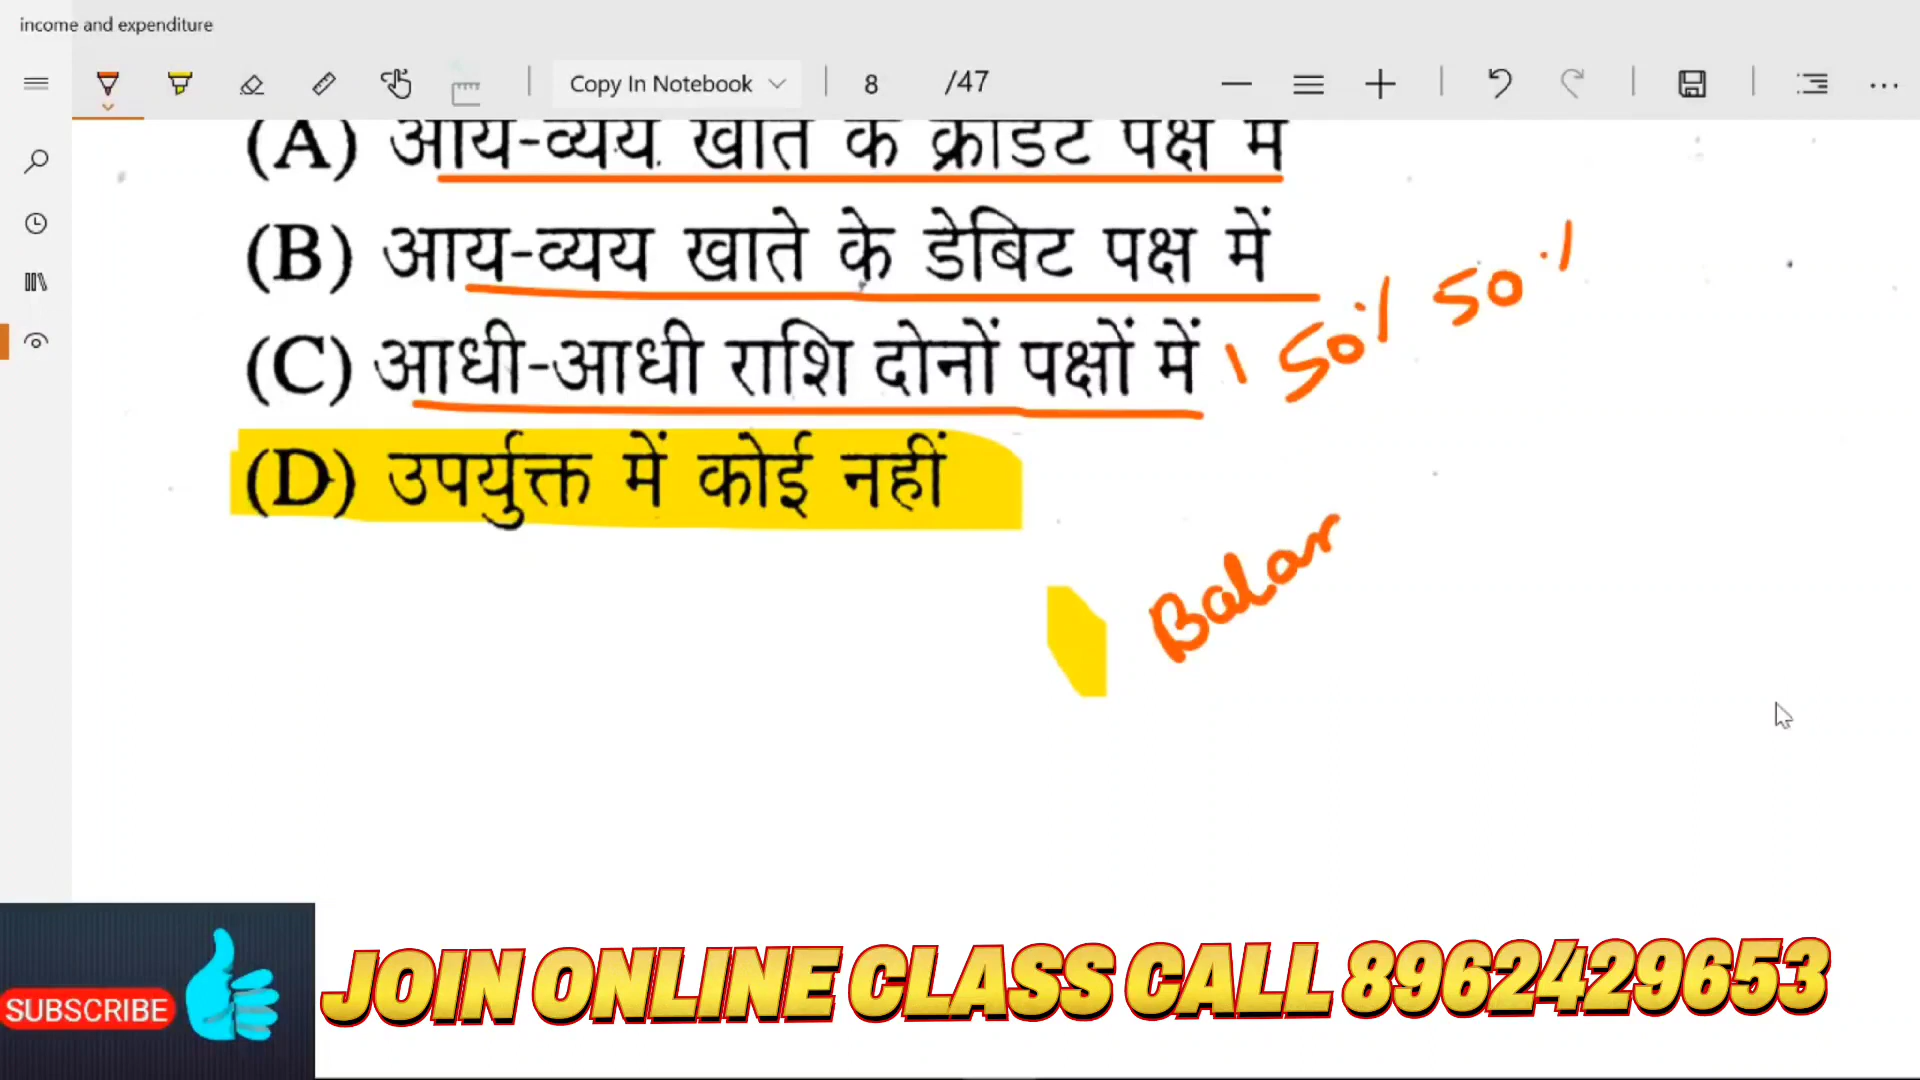 income and expenditure
Copy In Notebook 8 /47
(A) आय-व्यय खाते के क्रेडिट पक्ष में
(B) आय-व्यय खाते के डेबिट पक्ष में
50% 50%
(C) आधी-आधी राशि दोनों पक्षों में
(D) उपर्युक्त में कोई नहीं
Balan
SUBSCRIBE
JOIN ONLINE CLASS CALL 8962429653